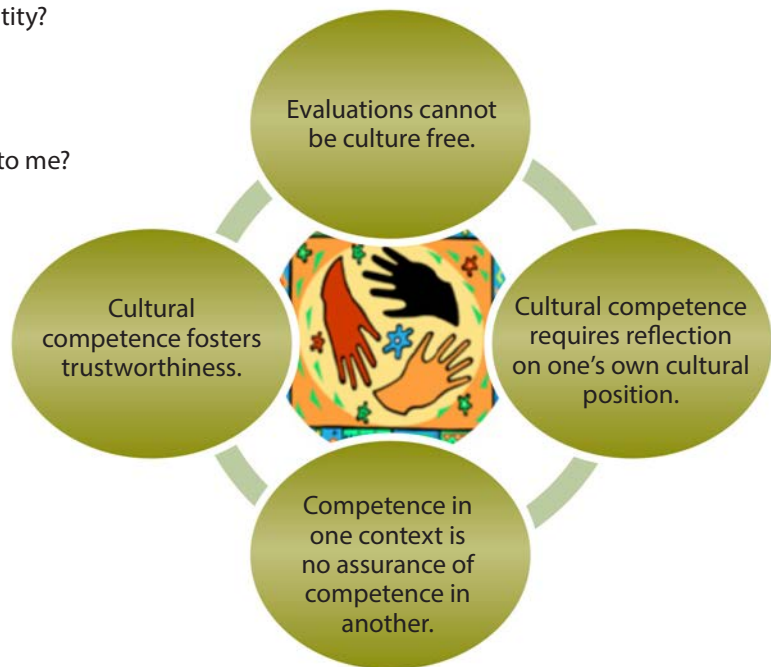 tity?
to me?
Evaluations cannot
be culture free.
Cultural competence
requires reflection
on one’s own cultural
position.
Competence in
one context is
no assurance of
competence in
another.
Cultural
competence fosters
trustworthiness.